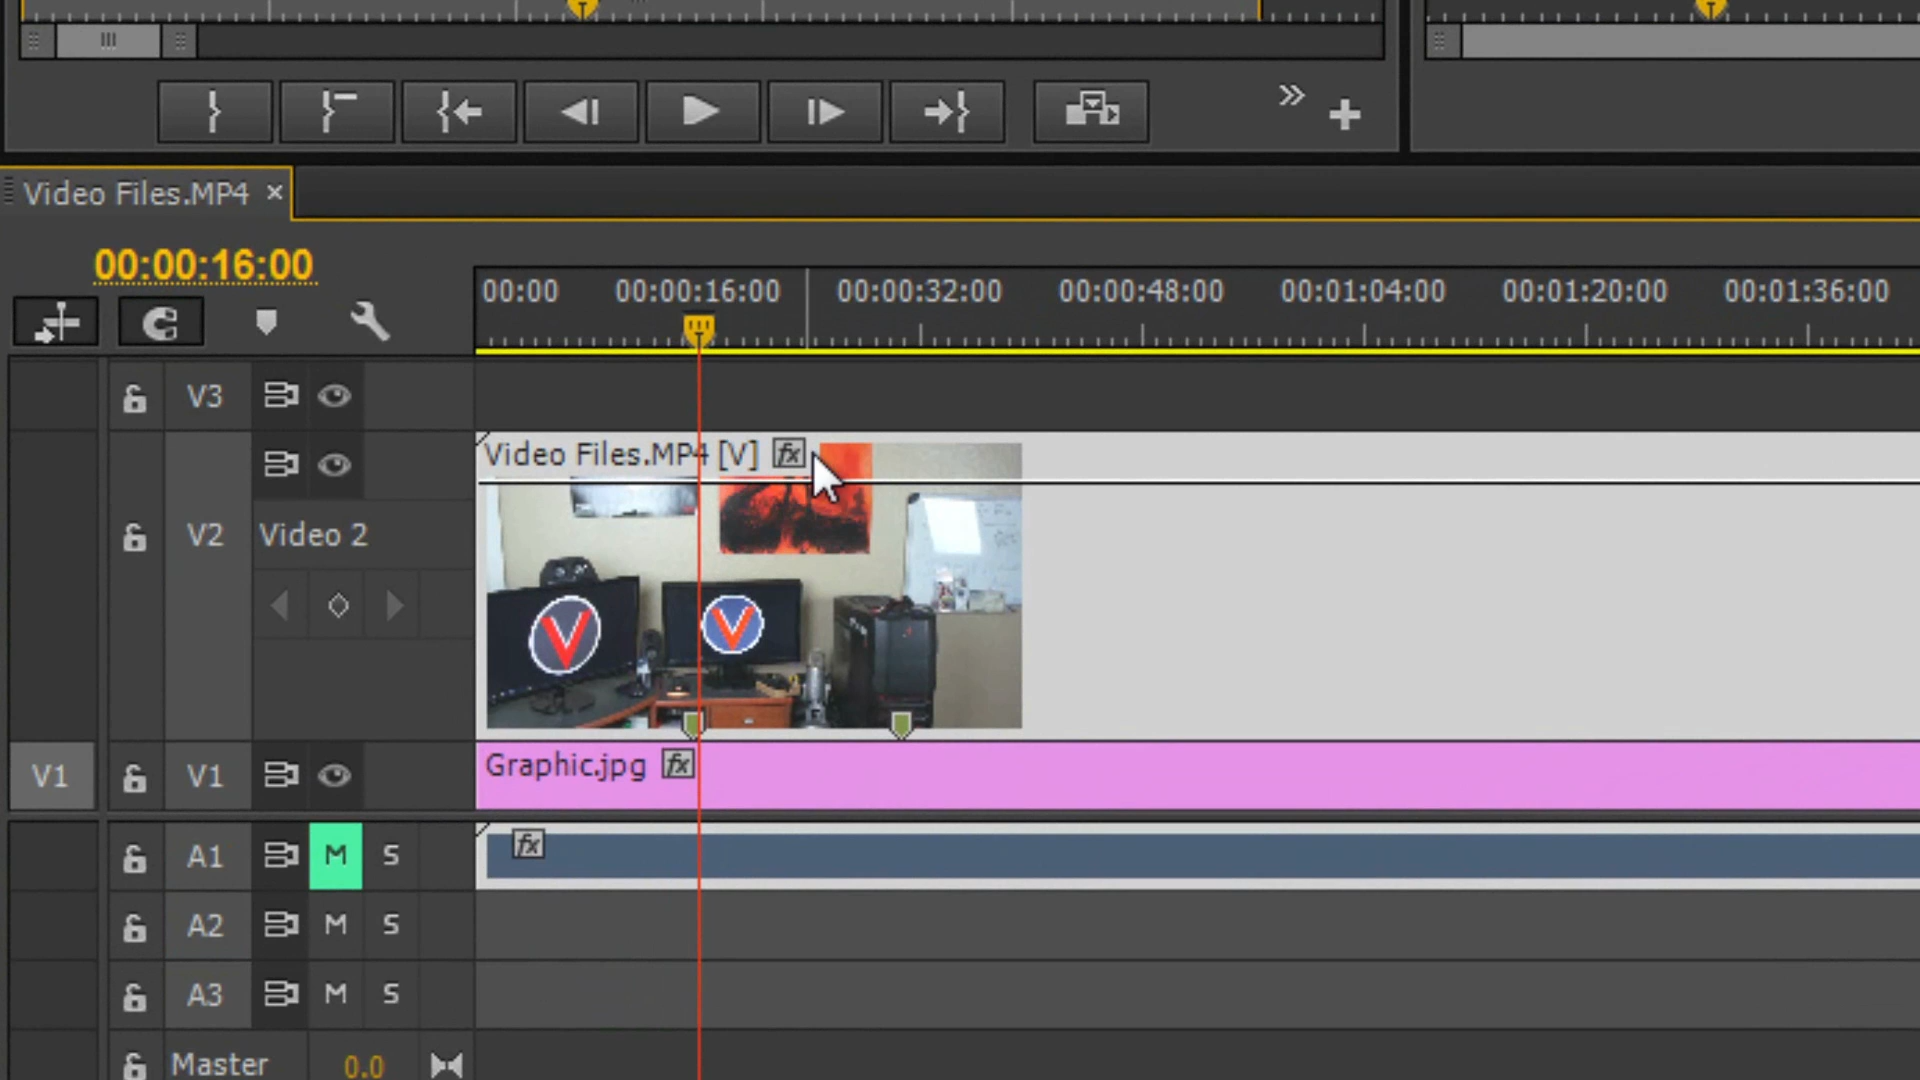 Video Files.MP4 ×
00:00:16:00
00:00 00:00:16:00 00:00:32:00 00:00:48:00 00:01:04:00 00:01:20:00 00:01:36:00
V3
Video Files.MP4 [V] fx
V2 Video 2
V V
V1 V1 Graphic.jpg fx
A1 M S fx
A2 M S
A3 M S
Master 0.0